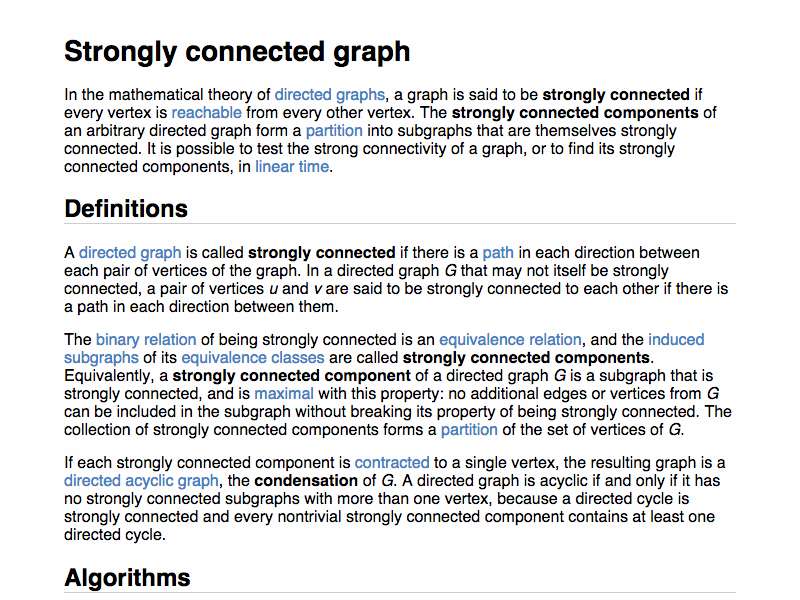 Strongly connected graph
In the mathematical theory of directed graphs, a graph is said to be strongly connected if
every vertex is reachable from every other vertex. The strongly connected components of
an arbitrary directed graph form a partition into subgraphs that are themselves strongly
connected. It is possible to test the strong connectivity of a graph, or to find its strongly
connected components, in linear time.
Definitions
A directed graph is called strongly connected if there is a path in each direction between
each pair of vertices of the graph. In a directed graph G that may not itself be strongly
connected, a pair of vertices u and v are said to be strongly connected to each other if there is
a path in each direction between them.
The binary relation of being strongly connected is an equivalence relation, and the induced
subgraphs of its equivalence classes are called strongly connected components.
Equivalently, a strongly connected component of a directed graph G is a subgraph that is
strongly connected, and is maximal with this property: no additional edges or vertices from G
can be included in the subgraph without breaking its property of being strongly connected. The
collection of strongly connected components forms a partition of the set of vertices of G.
If each strongly connected component is contracted to a single vertex, the resulting graph is a
directed acyclic graph, the condensation of G. A directed graph is acyclic if and only if it has
no strongly connected subgraphs with more than one vertex, because a directed cycle is
strongly connected and every nontrivial strongly connected component contains at least one
directed cycle.
Algorithms